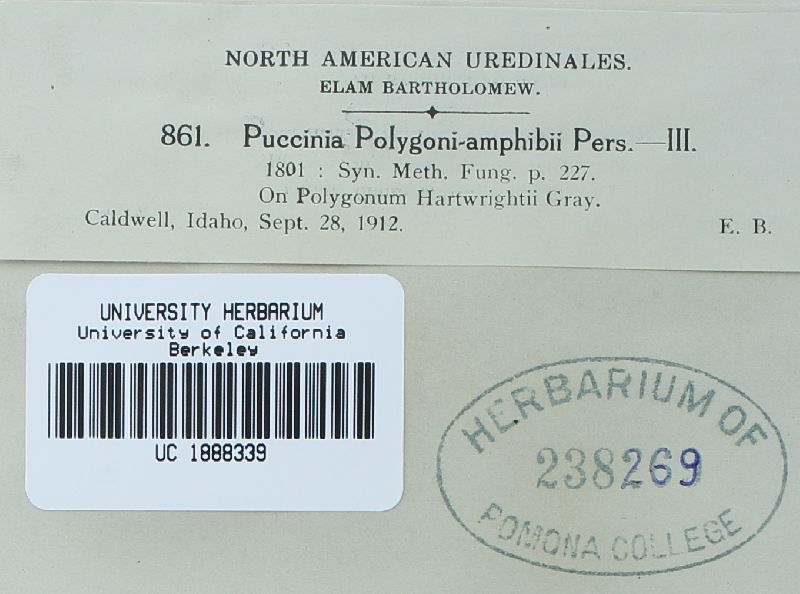 NORTH AMERICAN UREDINALES.
ELAM BARTHOLOMEW.
861. Puccinia Polygoni-amphibii Pers.—III.
1801 : Syn. Meth. Fung. p. 227.
On Polygonum Hartwrightii Gray.
Caldwell, Idaho, Sept. 28, 1912. E. B.
UNIVERSITY HERBARIUM
University of California
Berkeley
UC 1888339
HERBARIUM OF
238269
POMONA COLLEGE